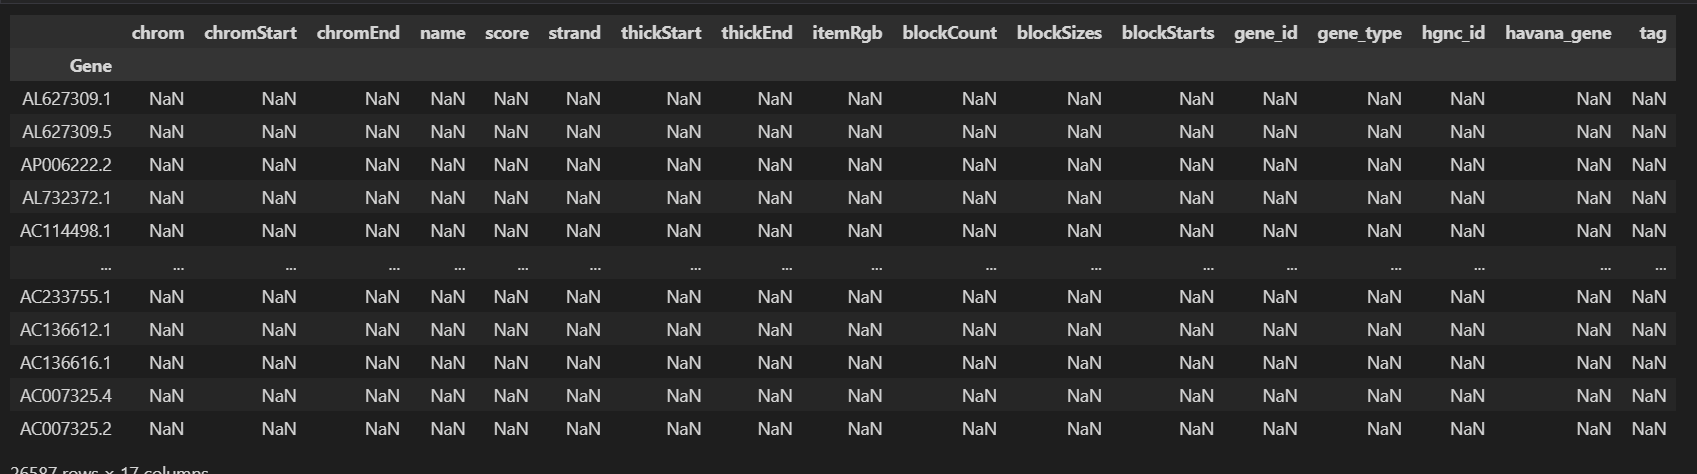 chrom chromStart chromEnd name score strand thickStart thickEnd itemRgb blockCount blockSizes blockStarts gene_id gene_type hgnc_id havana_gene tag
Gene
AL627309.1 NaN NaN NaN NaN NaN NaN NaN NaN NaN NaN NaN NaN NaN NaN NaN NaN NaN
AL627309.5 NaN NaN NaN NaN NaN NaN NaN NaN NaN NaN NaN NaN NaN NaN NaN NaN NaN
AP006222.2 NaN NaN NaN NaN NaN NaN NaN NaN NaN NaN NaN NaN NaN NaN NaN NaN NaN
AL732372.1 NaN NaN NaN NaN NaN NaN NaN NaN NaN NaN NaN NaN NaN NaN NaN NaN NaN
AC114498.1 NaN NaN NaN NaN NaN NaN NaN NaN NaN NaN NaN NaN NaN NaN NaN NaN NaN
... ... ... ... ... ... ... ... ... ... ... ... ... ... ... ... ... ...
AC233755.1 NaN NaN NaN NaN NaN NaN NaN NaN NaN NaN NaN NaN NaN NaN NaN NaN NaN
AC136612.1 NaN NaN NaN NaN NaN NaN NaN NaN NaN NaN NaN NaN NaN NaN NaN NaN NaN
AC136616.1 NaN NaN NaN NaN NaN NaN NaN NaN NaN NaN NaN NaN NaN NaN NaN NaN NaN
AC007325.4 NaN NaN NaN NaN NaN NaN NaN NaN NaN NaN NaN NaN NaN NaN NaN NaN NaN
AC007325.2 NaN NaN NaN NaN NaN NaN NaN NaN NaN NaN NaN NaN NaN NaN NaN NaN NaN
26587 rows × 17 columns